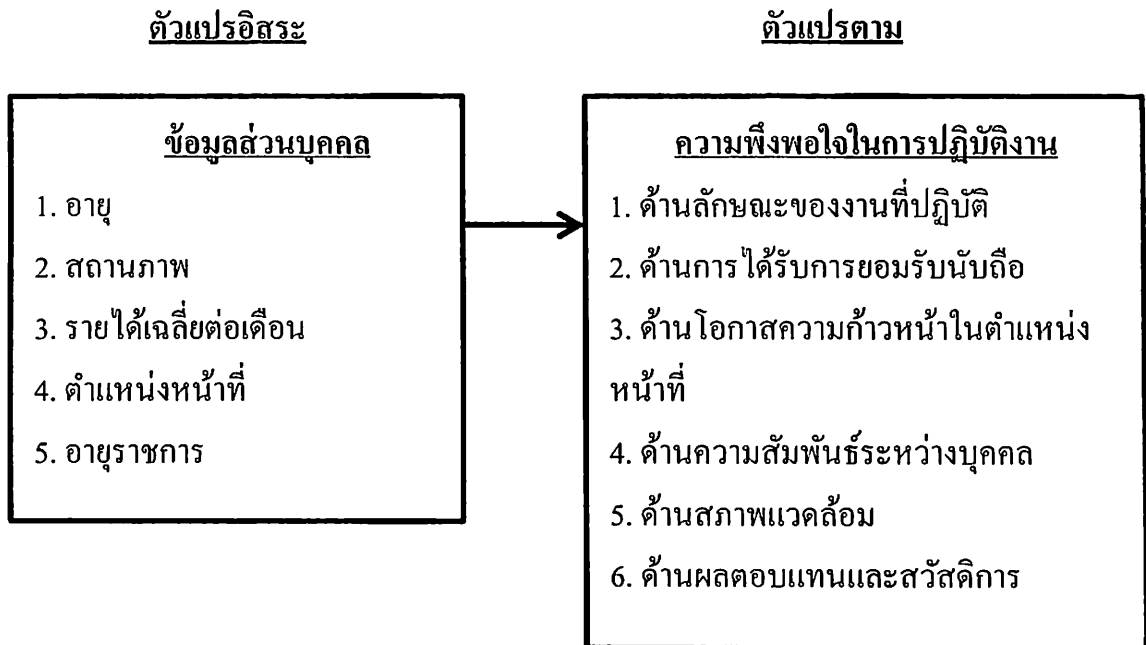 ตัวแปรอิสระ
ตัวแปรตาม
ข้อมูลส่วนบุคคล
1. อายุ
2. สถานภาพ
3. รายได้เฉลี่ยต่อเดือน
4. ตำแหน่งหน้าที่
5. อายุราชการ
ความพึงพอใจในการปฏิบัติงาน
1. ด้านลักษณะของงานที่ปฏิบัติ
2. ด้านการได้รับการยอมรับนับถือ
3. ด้านโอกาสความก้าวหน้าในตำแหน่ง
หน้าที่
4. ด้านความสัมพันธ์ระหว่างบุคคล
5. ด้านสภาพแวดล้อม
6. ด้านผลตอบแทนและสวัสดิการ